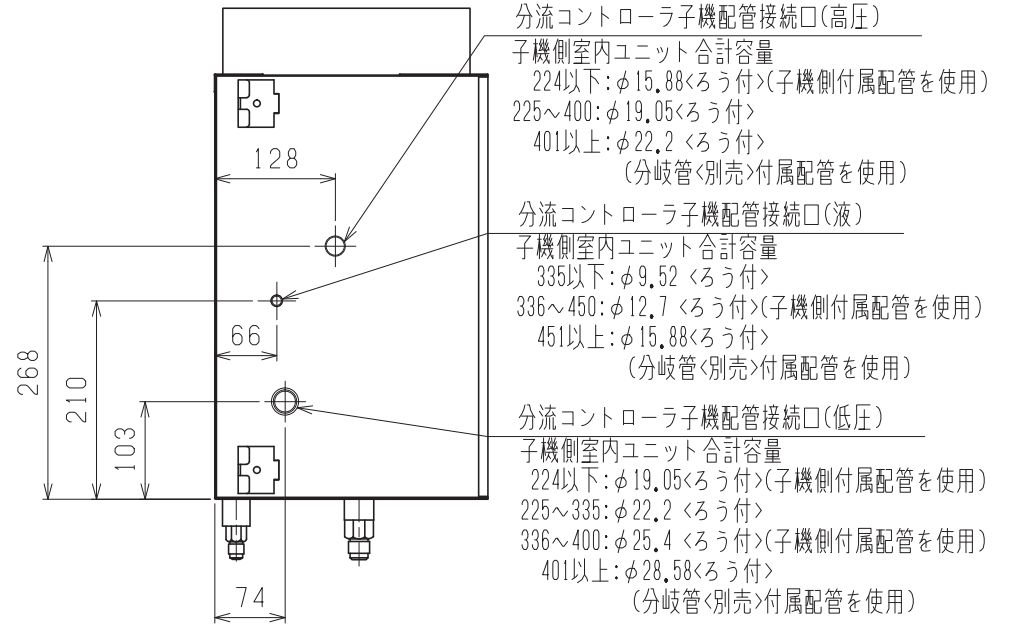 分流コントローラ子機配管接続口(高圧)
子機側室内ユニット合計容量
224以下:φ15.88<ろう付>(子機側付属配管を使用)
225～400:φ19.05<ろう付>
401以上:φ22.2 <ろう付>
(分岐管<別売>付属配管を使用)
128
分流コントローラ子機配管接続口(液)
子機側室内ユニット合計容量
335以下:φ9.52 <ろう付>
336～450:φ12.7 <ろう付>(子機側付属配管を使用)
451以上:φ15.88<ろう付>
(分岐管<別売>付属配管を使用)
66
268
210
103
分流コントローラ子機配管接続口(低圧)
子機側室内ユニット合計容量
224以下:φ19.05<ろう付>(子機側付属配管を使用)
225～335:φ22.2 <ろう付>
336～400:φ25.4 <ろう付>(子機側付属配管を使用)
401以上:φ28.58<ろう付>
(分岐管<別売>付属配管を使用)
74